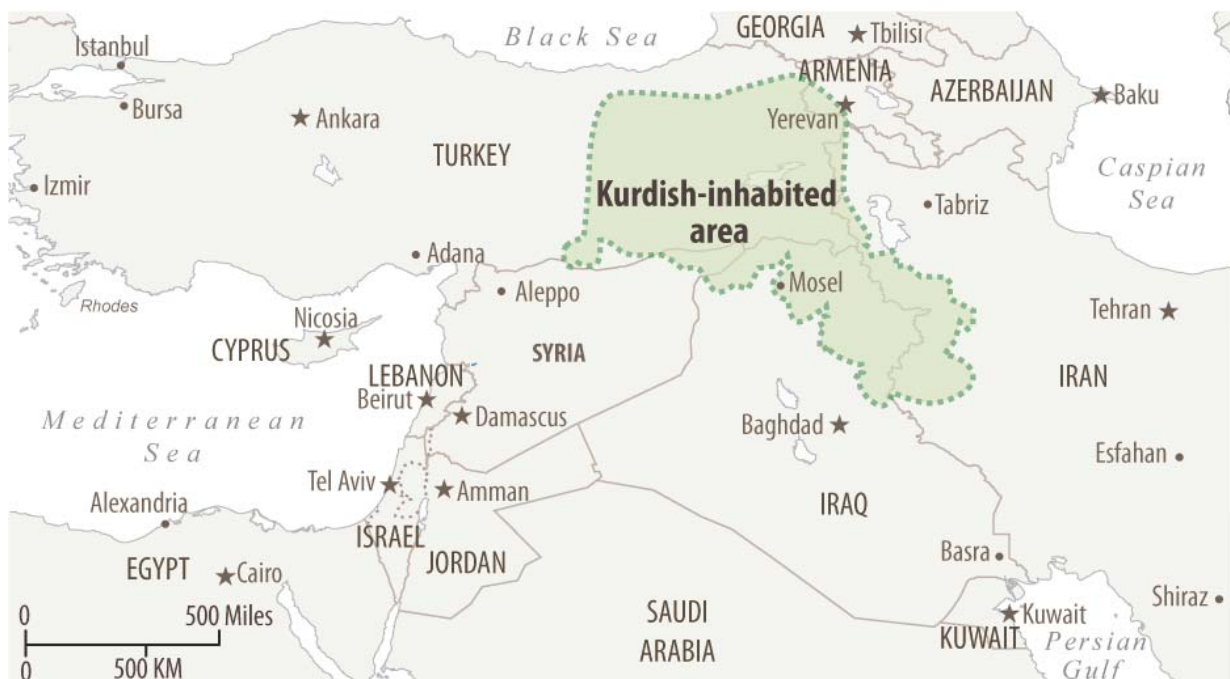 Black Sea
GEORGIA
Tbilisi
Istanbul
ARMENIA
AZERBAIJAN
Baku
Bursa
Ankara
Yerevan
TURKEY
Caspian
Sea
Izmir
Kurdish-inhabited
area
Tabriz
Adana
Aleppo
Mosel
Rhodes
Nicosia
Tehran
CYPRUS
SYRIA
LEBANON
IRAN
Beirut
Damascus
Mediterranean
Sea
Baghdad
Esfahan
Tel Aviv
Amman
Alexandria
IRAQ
ISRAEL
JORDAN
Basra
EGYPT
Cairo
Shiraz
SAUDI
ARABIA
Kuwait
KUWAIT
Persian
Gulf
0
500 Miles
0
500 KM